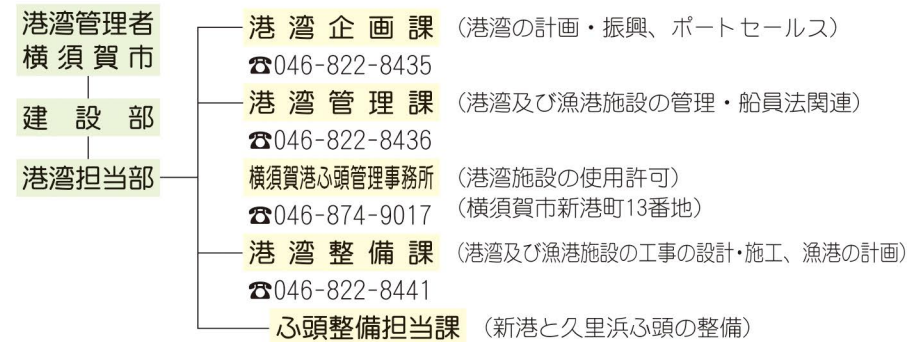 港湾管理者
横須賀市
建設部
港湾担当部
港湾企画課 (港湾の計画・振興、ポートセールス)
☎046-822-8435
港湾管理課 (港湾及び漁港施設の管理・船員法関連)
☎046-822-8436
横須賀港ふ頭管理事務所 (港湾施設の使用許可)
☎046-874-9017 (横須賀市新港町13番地)
港湾整備課 (港湾及び漁港施設の工事の設計・施工、漁港の計画)
☎046-822-8441
ふ頭整備担当課 (新港と久里浜ふ頭の整備)